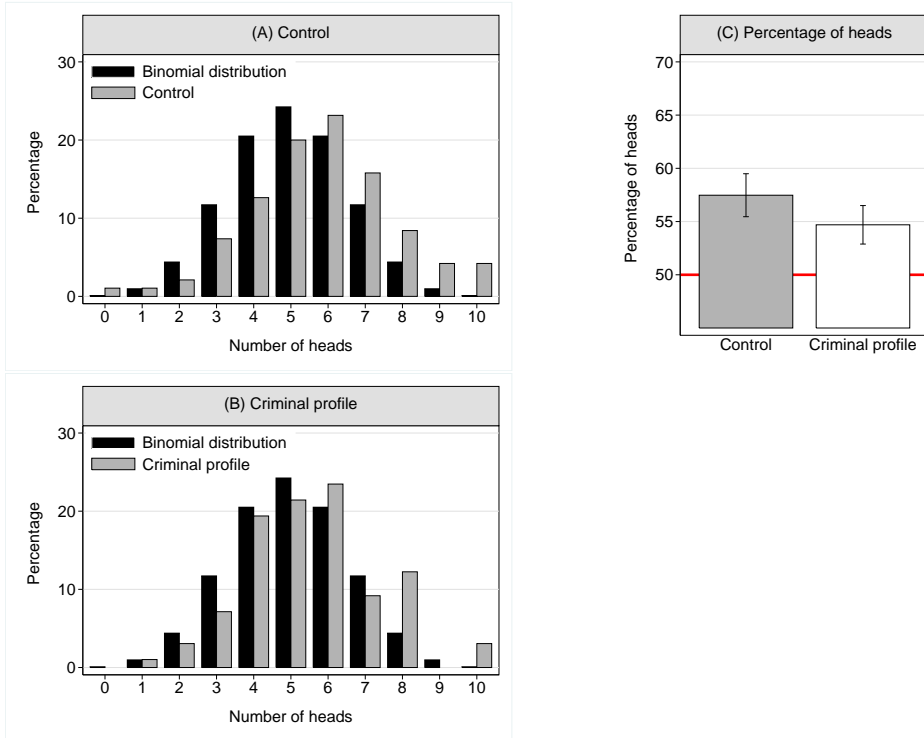 (A) Control
Binomial distribution
Control
Percentage
30
20
10
0
0 1 2 3 4 5 6 7 8 9 10
Number of heads
(B) Criminal profile
Binomial distribution
Criminal profile
Percentage
30
20
10
0
0 1 2 3 4 5 6 7 8 9 10
Number of heads
(C) Percentage of heads
Percentage of heads
70
65
60
55
50
Control Criminal profile